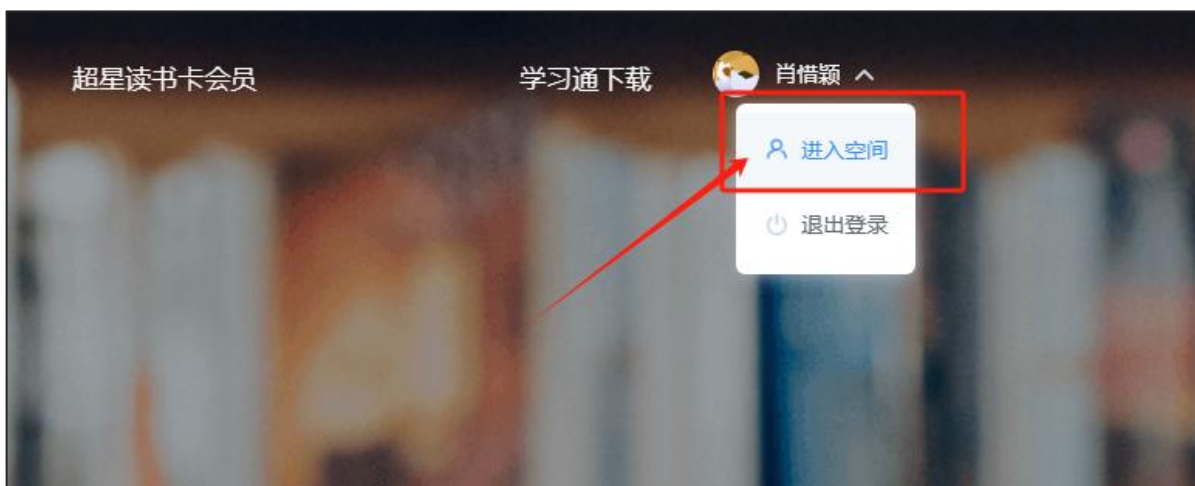 超星读书卡会员
学习通下载
肖惜颖
进入空间
退出登录